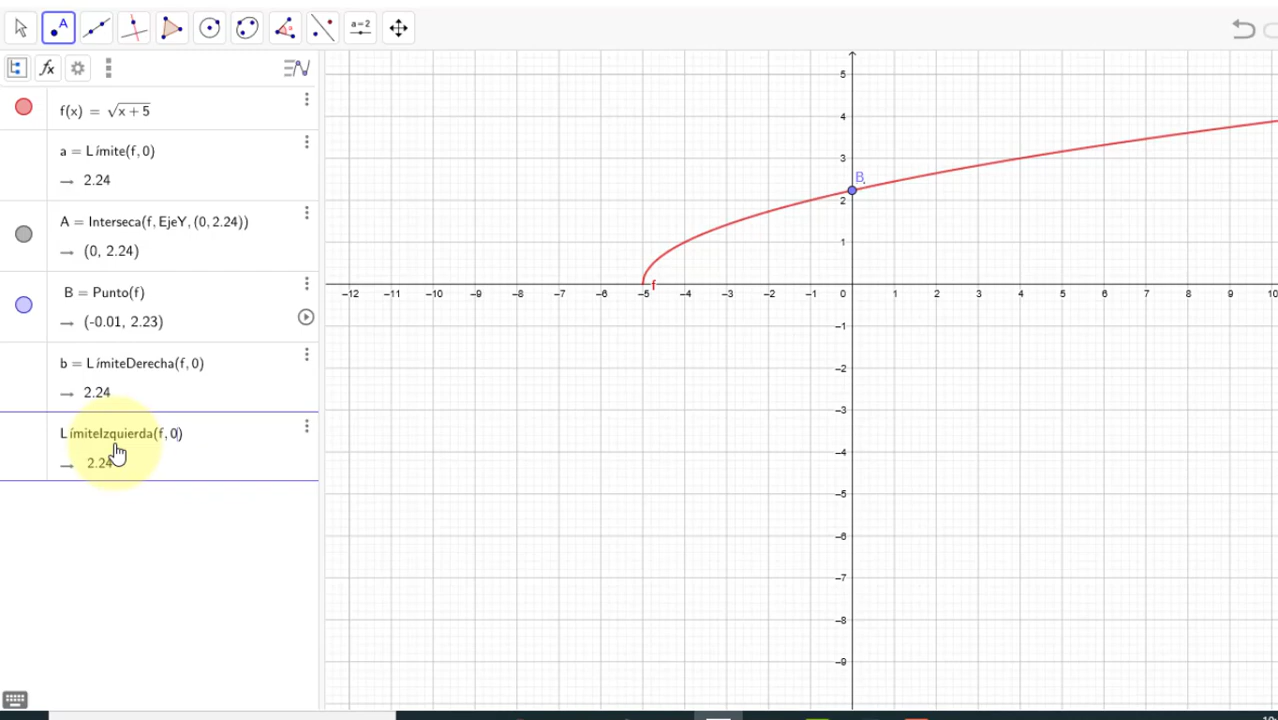 A
a=2
fx
f(x) = √x+5
a = Límite(f, 0)
→ 2.24
A = Interseca(f, EjeY, (0, 2.24))
→ (0, 2.24)
B = Punto(f)
→ (-0.01, 2.23)
b = LímiteDerecha(f, 0)
→ 2.24
LímiteIzquierda(f, 0)
→ 2.24
5
4
3
B
2
1
f
−12 −11 −10 −9 −8 −7 −6 −5 −4 −3 −2 −1 0 1 2 3 4 5 6 7 8 9 10
−1
−2
−3
−4
−5
−6
−7
−8
−9